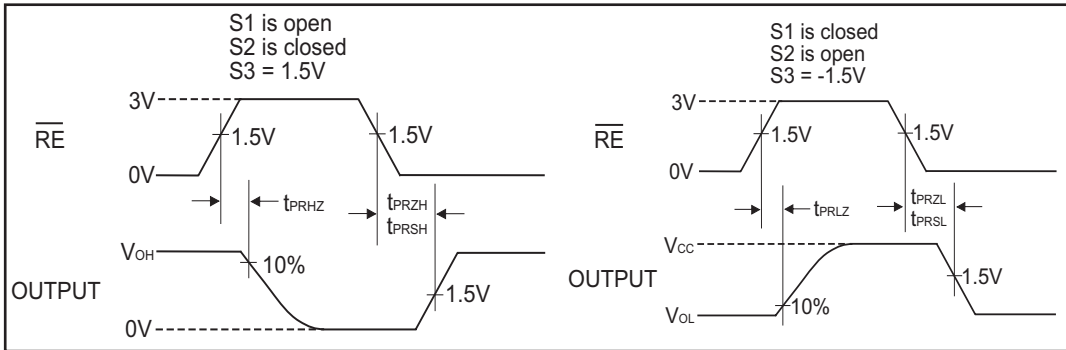 S1 is open
S2 is closed
S3 = 1.5V
3V
RE
1.5V
1.5V
0V
tPRHZ
tPRZH
tPRSH
VOH
10%
OUTPUT
1.5V
0V
S1 is closed
S2 is open
S3 = -1.5V
3V
RE
1.5V
1.5V
0V
tPRLZ
tPRZL
tPRSL
VCC
OUTPUT
1.5V
10%
VOL